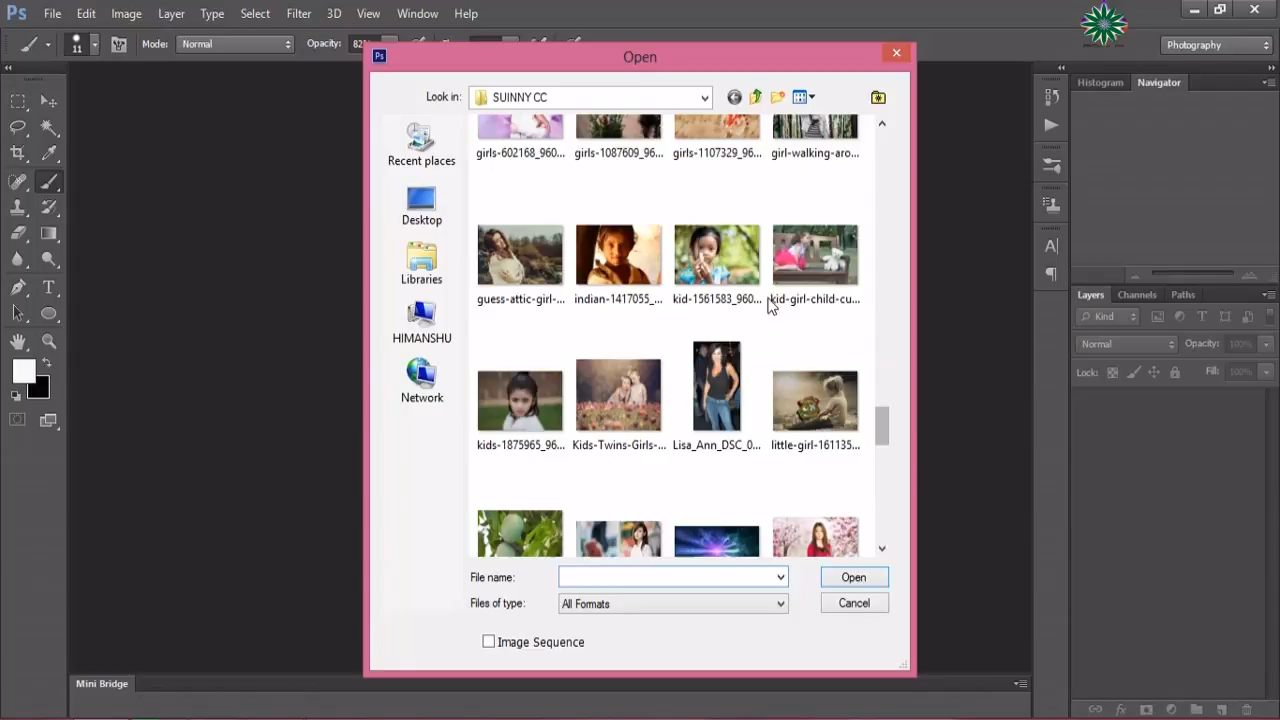 Ps File Edit Image Layer Type Select Filter 3D View Window Help
11 Mode: Normal Opacity: Photography
Open
Histogram Navigator
Look in: SUINNY CC
Recent places
Desktop
Libraries
HIMANSHU
Network
girls-602168_960... girls-1087609_96... girls-1107329_96... girl-walking-aro...
guess-attic-girl-... indian-1417055_... kid-1561583_960... kid-girl-child-cu...
kids-1875965_96... Kids-Twins-Girls-... Lisa_Ann_DSC_0... little-girl-161135...
File name: Open
Files of type: All Formats Cancel
Image Sequence
Layers Channels Paths
Kind
Normal Opacity: 100%
Lock: Fill: 100%
Mini Bridge